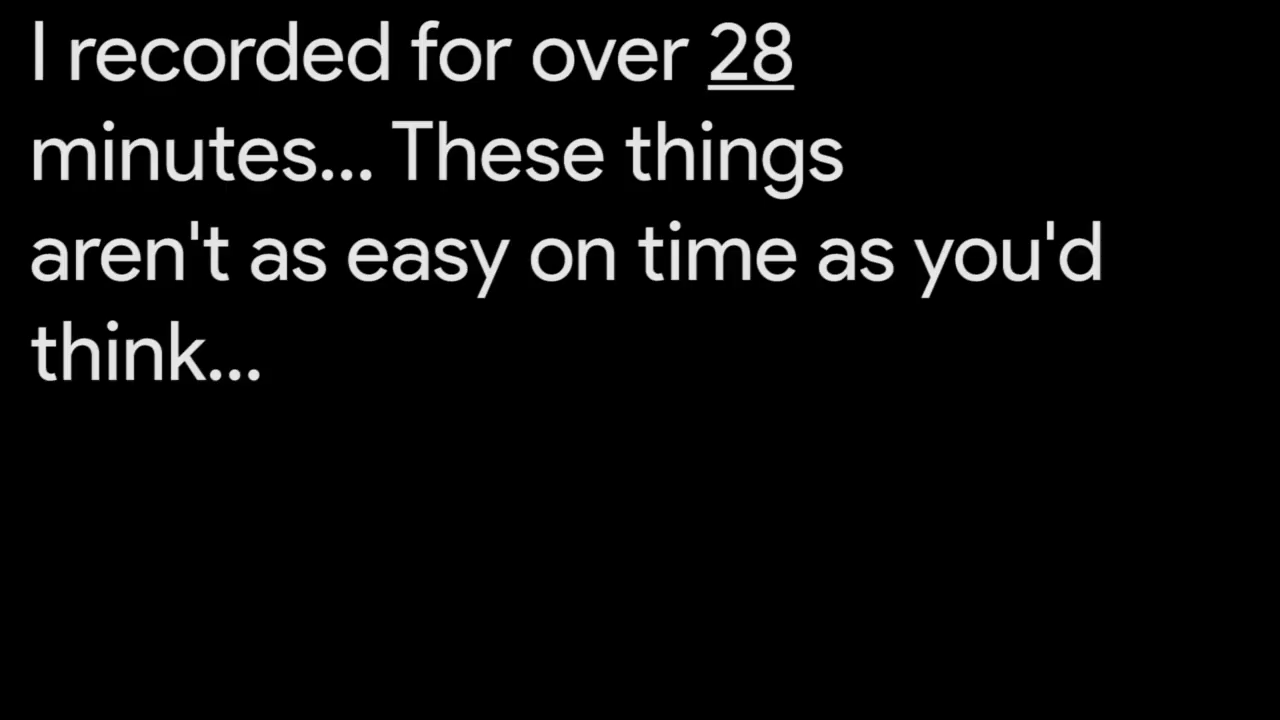 I recorded for over 28
minutes... These things
aren't as easy on time as you'd
think...